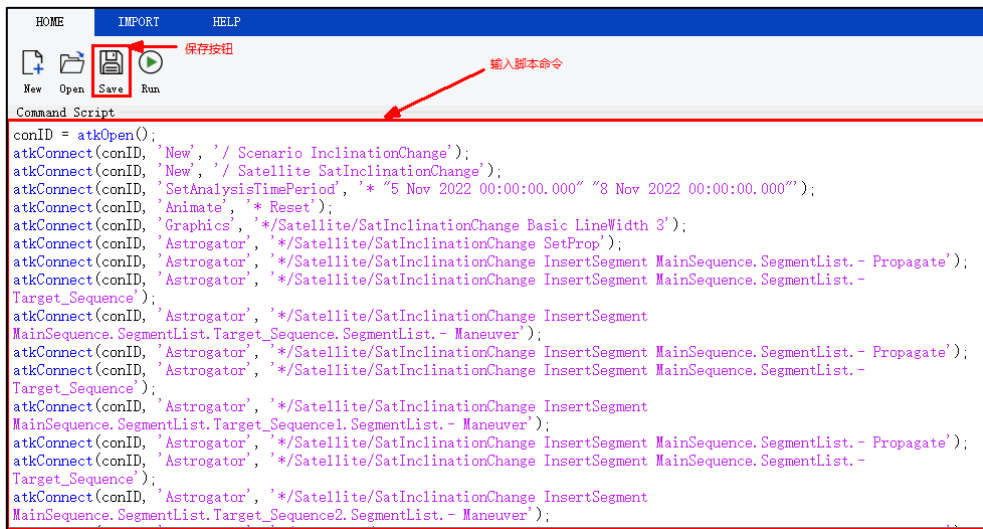 HOME IMPORT HELP
保存按钮
输入脚本命令
New Open Save Run
Command Script
conID = atkOpen();
atkConnect(conID, 'New', '/ Scenario InclinationChange');
atkConnect(conID, 'New', '/ Satellite SatInclinationChange');
atkConnect(conID, 'SetAnalysisTimePeriod', '* "5 Nov 2022 00:00:00.000" "8 Nov 2022 00:00:00.000"');
atkConnect(conID, 'Animate', '* Reset');
atkConnect(conID, 'Graphics', '*/Satellite/SatInclinationChange Basic LineWidth 3');
atkConnect(conID, 'Astrogator', '*/Satellite/SatInclinationChange SetProp');
atkConnect(conID, 'Astrogator', '*/Satellite/SatInclinationChange InsertSegment MainSequence.SegmentList.- Propagate');
atkConnect(conID, 'Astrogator', '*/Satellite/SatInclinationChange InsertSegment MainSequence.SegmentList.-
Target_Sequence');
atkConnect(conID, 'Astrogator', '*/Satellite/SatInclinationChange InsertSegment
MainSequence.SegmentList.Target_Sequence.SegmentList.- Maneuver');
atkConnect(conID, 'Astrogator', '*/Satellite/SatInclinationChange InsertSegment MainSequence.SegmentList.- Propagate');
atkConnect(conID, 'Astrogator', '*/Satellite/SatInclinationChange InsertSegment MainSequence.SegmentList.-
Target_Sequence');
atkConnect(conID, 'Astrogator', '*/Satellite/SatInclinationChange InsertSegment
MainSequence.SegmentList.Target_Sequence1.SegmentList.- Maneuver');
atkConnect(conID, 'Astrogator', '*/Satellite/SatInclinationChange InsertSegment MainSequence.SegmentList.- Propagate');
atkConnect(conID, 'Astrogator', '*/Satellite/SatInclinationChange InsertSegment MainSequence.SegmentList.-
Target_Sequence');
atkConnect(conID, 'Astrogator', '*/Satellite/SatInclinationChange InsertSegment
MainSequence.SegmentList.Target_Sequence2.SegmentList.- Maneuver');